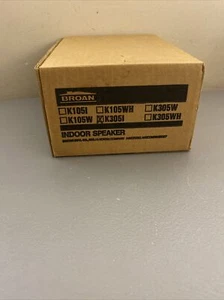 BROAN
K105I K105WH K305W
K105W K305I K305WH
INDOOR SPEAKER